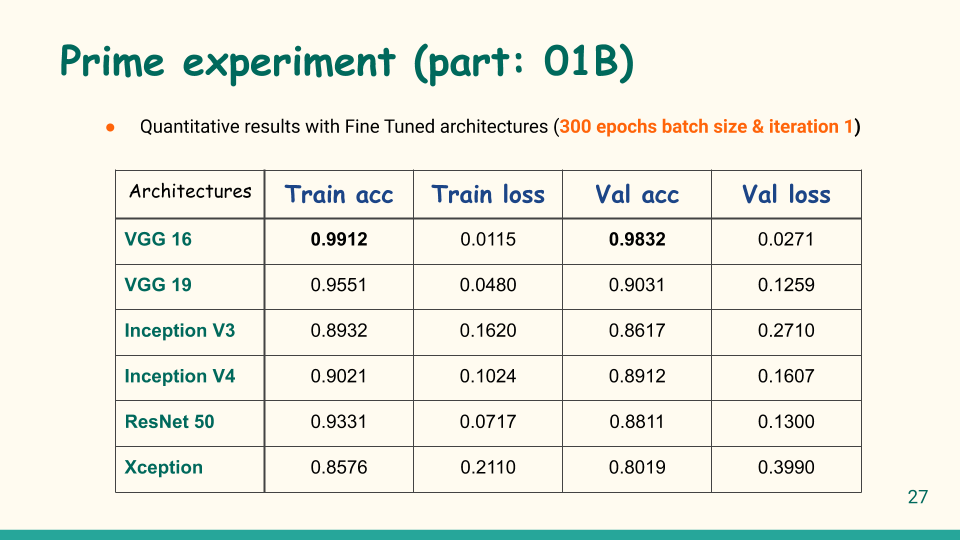 Prime experiment (part: 01B)
● Quantitative results with Fine Tuned architectures (300 epochs batch size & iteration 1)
Architectures Train acc Train loss Val acc Val loss
VGG 16 0.9912 0.0115 0.9832 0.0271
VGG 19 0.9551 0.0480 0.9031 0.1259
Inception V3 0.8932 0.1620 0.8617 0.2710
Inception V4 0.9021 0.1024 0.8912 0.1607
ResNet 50 0.9331 0.0717 0.8811 0.1300
Xception 0.8576 0.2110 0.8019 0.3990
27